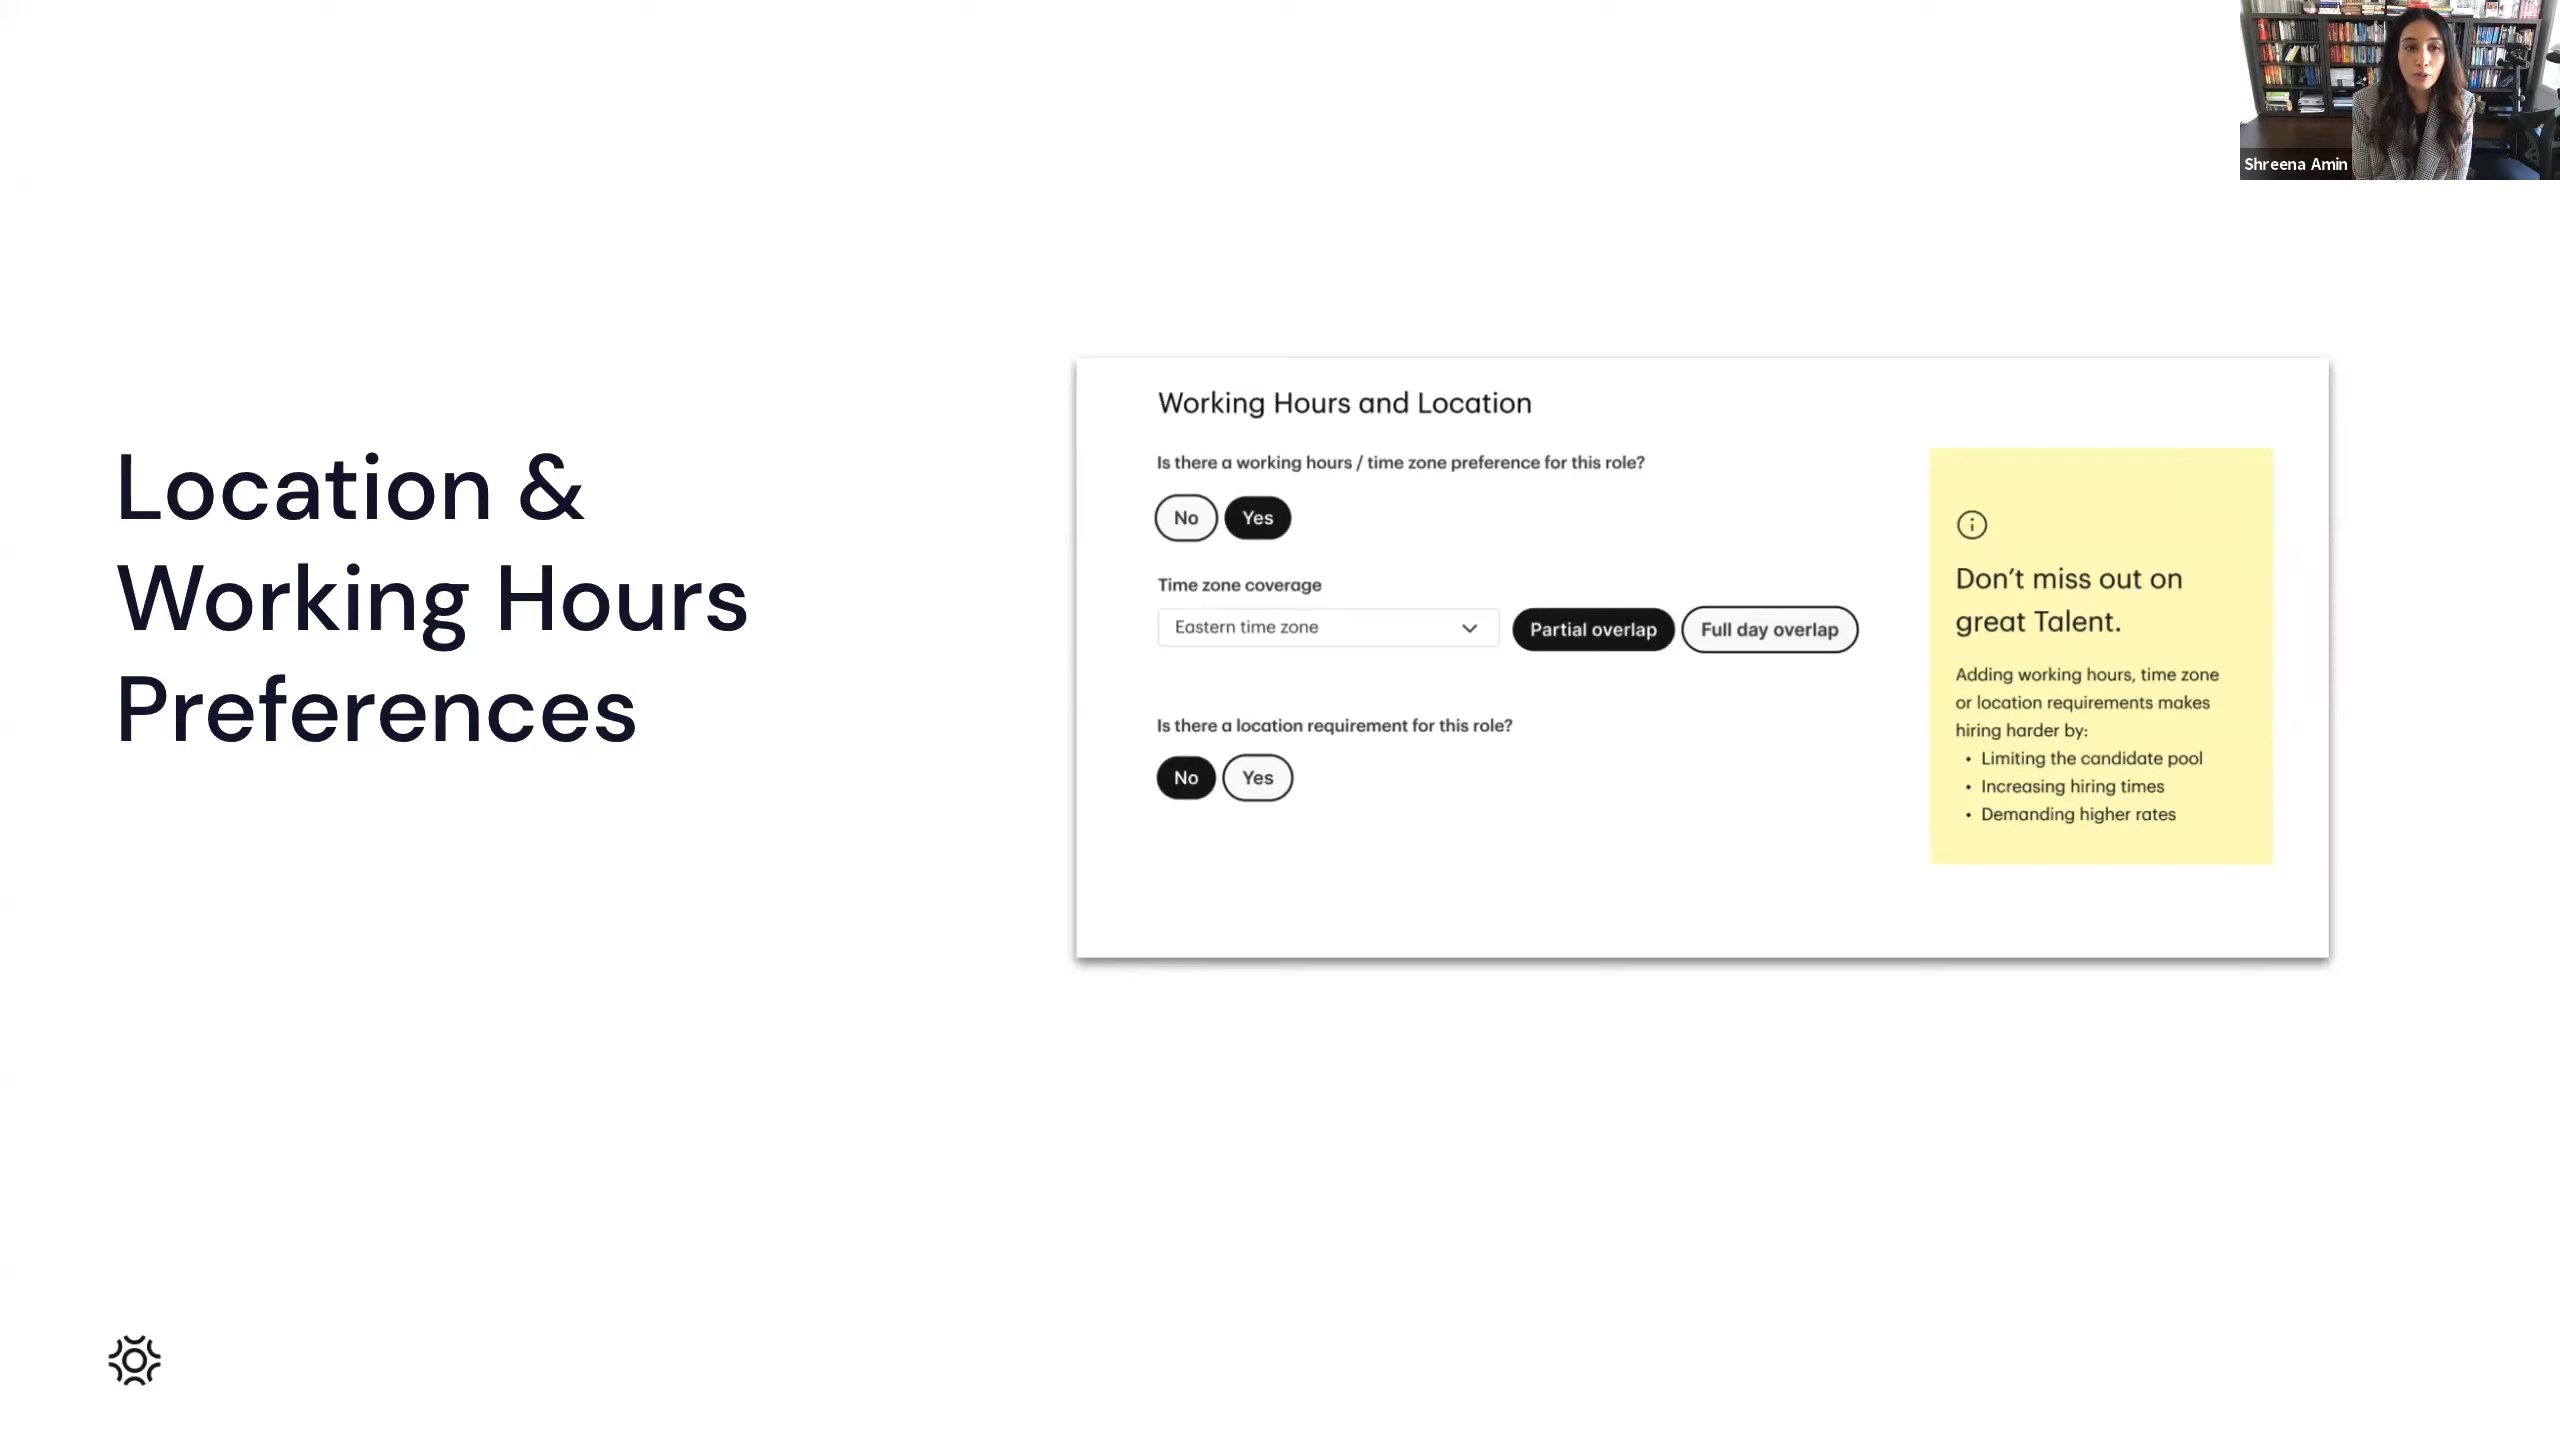 Shreena Amin
Location &
Working Hours
Preferences
Working Hours and Location
Is there a working hours / time zone preference for this role?
No Yes
Time zone coverage
Eastern time zone Partial overlap Full day overlap
Is there a location requirement for this role?
No Yes
Don’t miss out on
great Talent.
Adding working hours, time zone
or location requirements makes
hiring harder by:
• Limiting the candidate pool
• Increasing hiring times
• Demanding higher rates